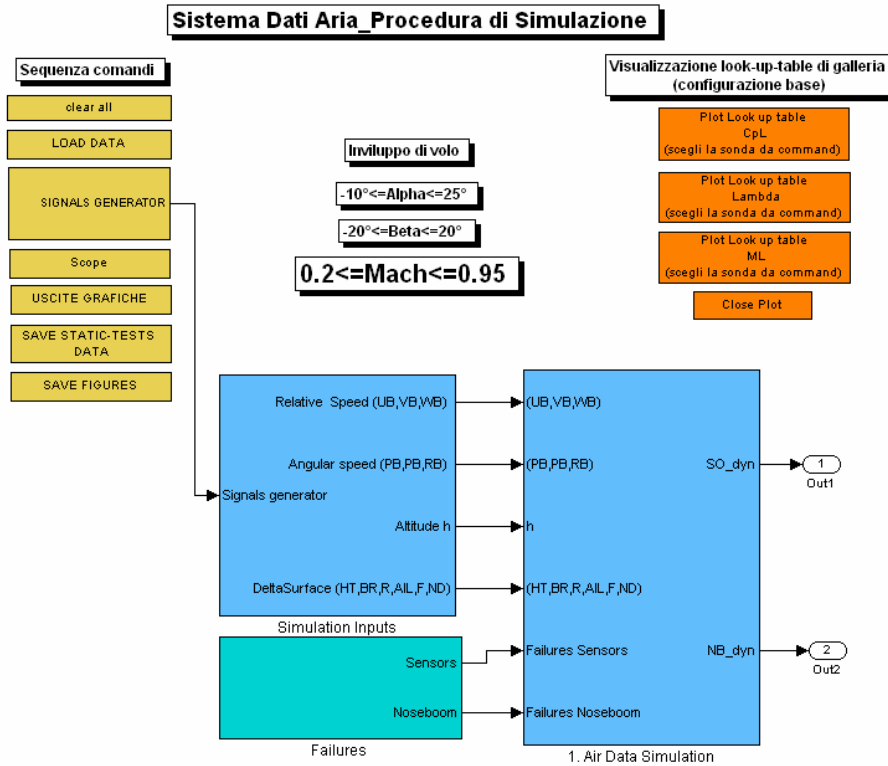 Sistema Dati Aria_Procedura di Simulazione
Sequenza comandi
clear all
LOAD DATA
SIGNALS GENERATOR
Scope
USCITE GRAFICHE
SAVE STATIC-TESTS
DATA
SAVE FIGURES
Inviluppo di volo
-10°<=Alpha<=25°
-20°<=Beta<=20°
0.2<=Mach<=0.95
Visualizzazione look-up-table di galleria
(configurazione base)
Plot Look up table
CpL
(scegli la sonda da command)
Plot Look up table
Lambda
(scegli la sonda da command)
Plot Look up table
ML
(scegli la sonda da command)
Close Plot
Relative Speed (UB,VB,WB)
Angular speed (PB,PB,RB)
Signals generator
Altitude h
DeltaSurface (HT,BR,R,AIL,F,ND)
Simulation Inputs
Sensors
Noseboom
Failures
(UB,VB,WB)
(PB,PB,RB)
h
(HT,BR,R,AIL,F,ND)
Failures Sensors
Failures Noseboom
SO_dyn
NB_dyn
1. Air Data Simulation
1
Out1
2
Out2